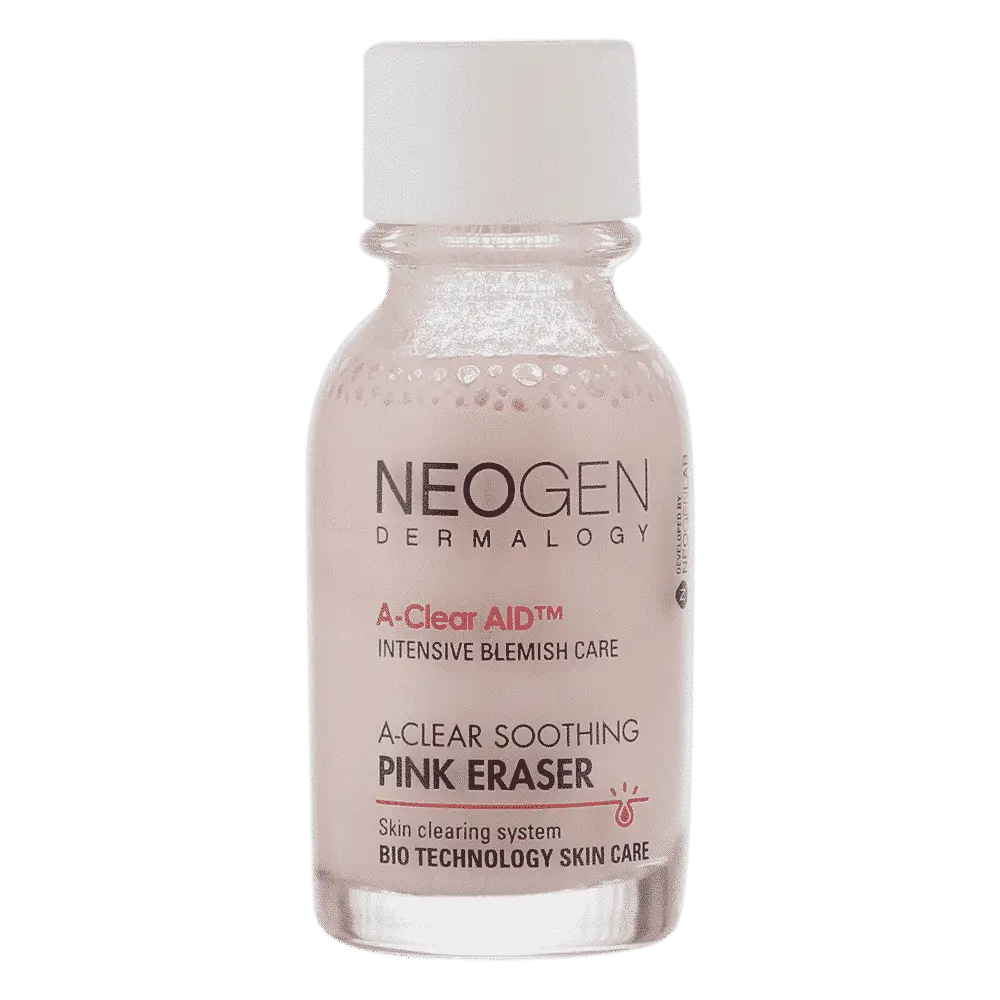 NEOGEN
DERMALOGY
A-Clear AID™
INTENSIVE BLEMISH CARE
A-CLEAR SOOTHING
PINK ERASER
Skin clearing system
BIO TECHNOLOGY SKIN CARE
N
DEVELOPED BY
NEOGENLAB